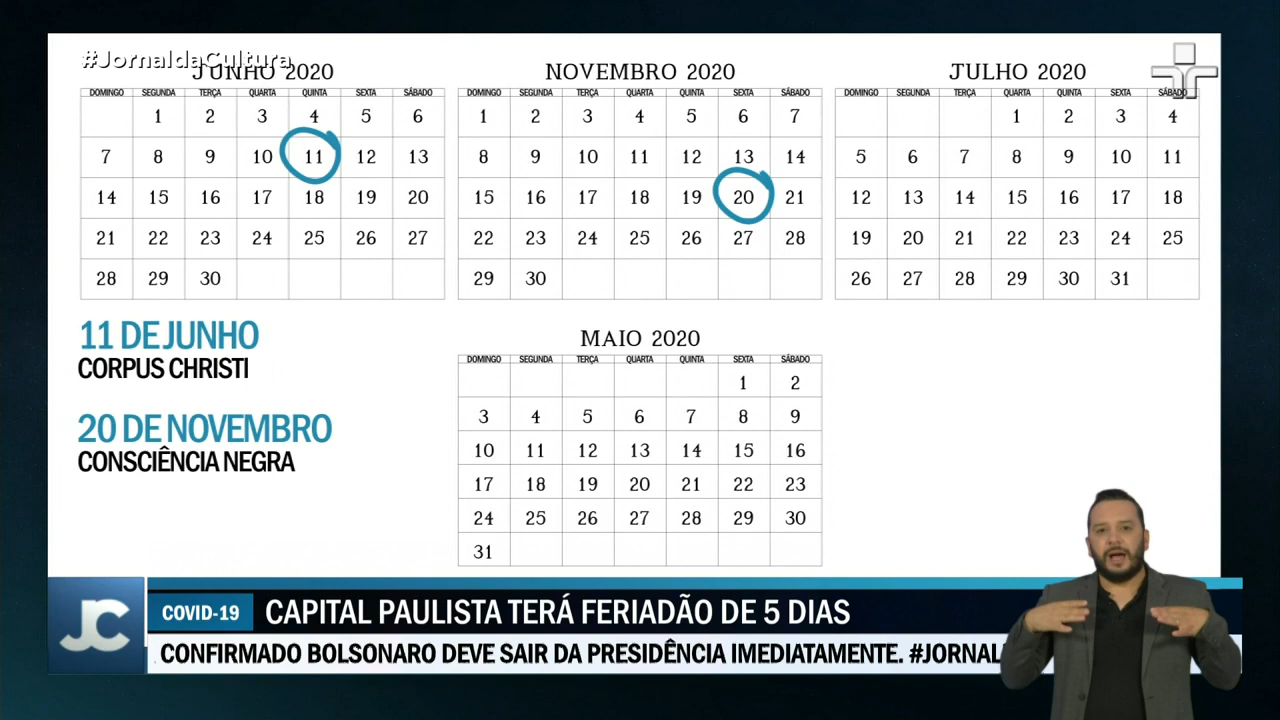 #JornaldaCultura
JUNHO 2020
DOMINGO SEGUNDA TERÇA QUARTA QUINTA SEXTA SÁBADO
1 2 3 4 5 6
7 8 9 10 11 12 13
14 15 16 17 18 19 20
21 22 23 24 25 26 27
28 29 30
NOVEMBRO 2020
DOMINGO SEGUNDA TERÇA QUARTA QUINTA SEXTA SÁBADO
1 2 3 4 5 6 7
8 9 10 11 12 13 14
15 16 17 18 19 20 21
22 23 24 25 26 27 28
29 30
JULHO 2020
DOMINGO SEGUNDA TERÇA QUARTA QUINTA SEXTA SÁBADO
1 2 3 4
5 6 7 8 9 10 11
12 13 14 15 16 17 18
19 20 21 22 23 24 25
26 27 28 29 30 31
11 DE JUNHO
CORPUS CHRISTI
20 DE NOVEMBRO
CONSCIÊNCIA NEGRA
MAIO 2020
DOMINGO SEGUNDA TERÇA QUARTA QUINTA SEXTA SÁBADO
1 2
3 4 5 6 7 8 9
10 11 12 13 14 15 16
17 18 19 20 21 22 23
24 25 26 27 28 29 30
31
JC
COVID-19 CAPITAL PAULISTA TERÁ FERIADÃO DE 5 DIAS
CONFIRMADO BOLSONARO DEVE SAIR DA PRESIDÊNCIA IMEDIATAMENTE. #JORNAL